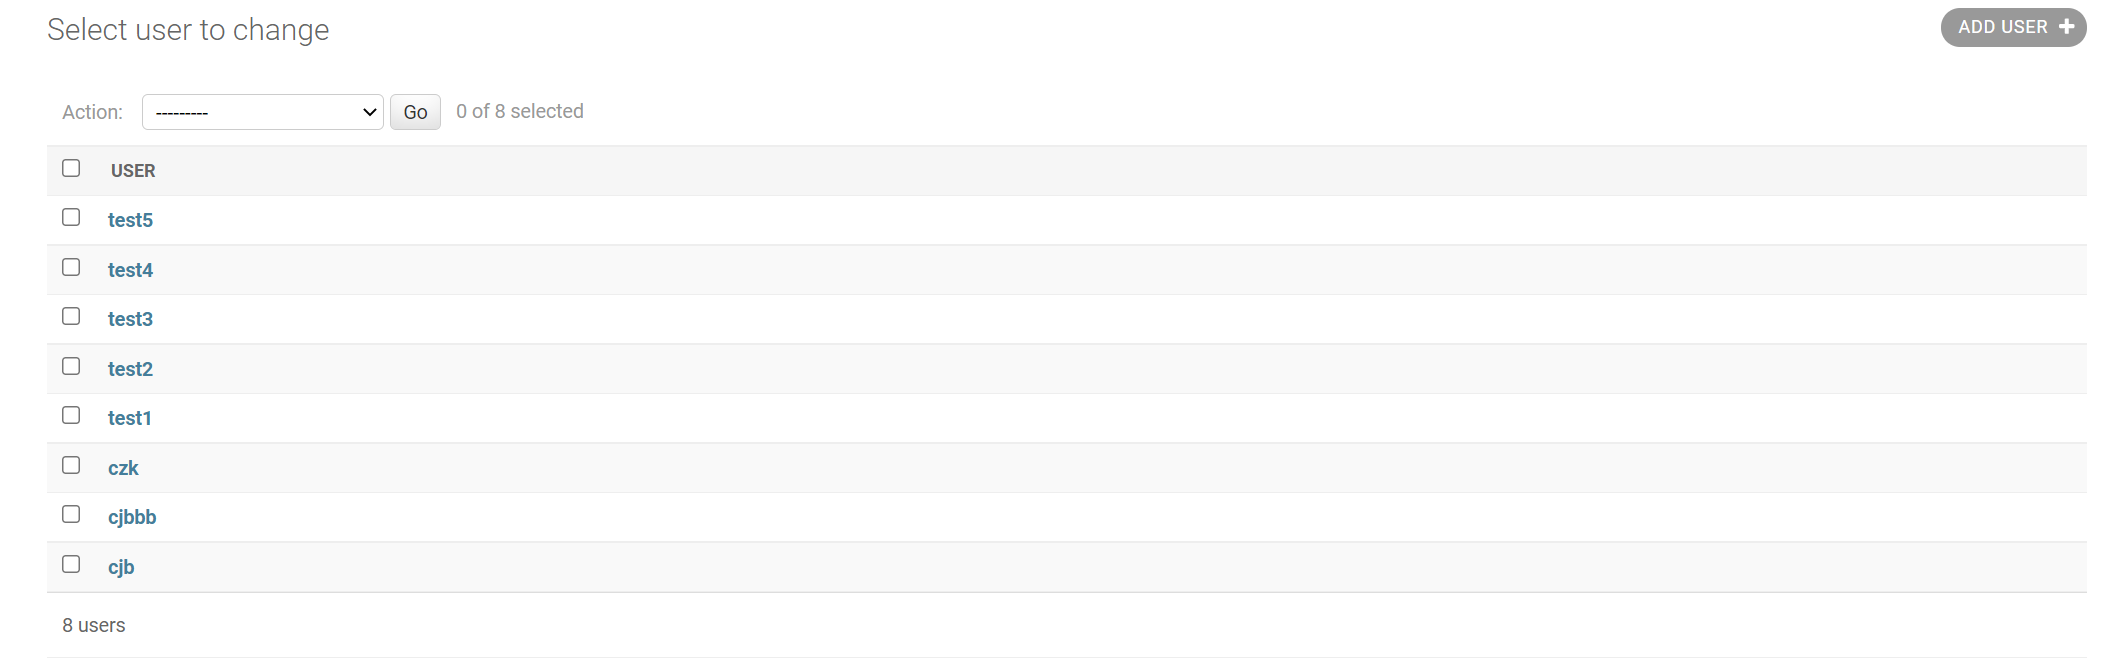 Select user to change
ADD USER +
Action: --------- Go 0 of 8 selected
USER
test5
test4
test3
test2
test1
czk
cjbbb
cjb
8 users